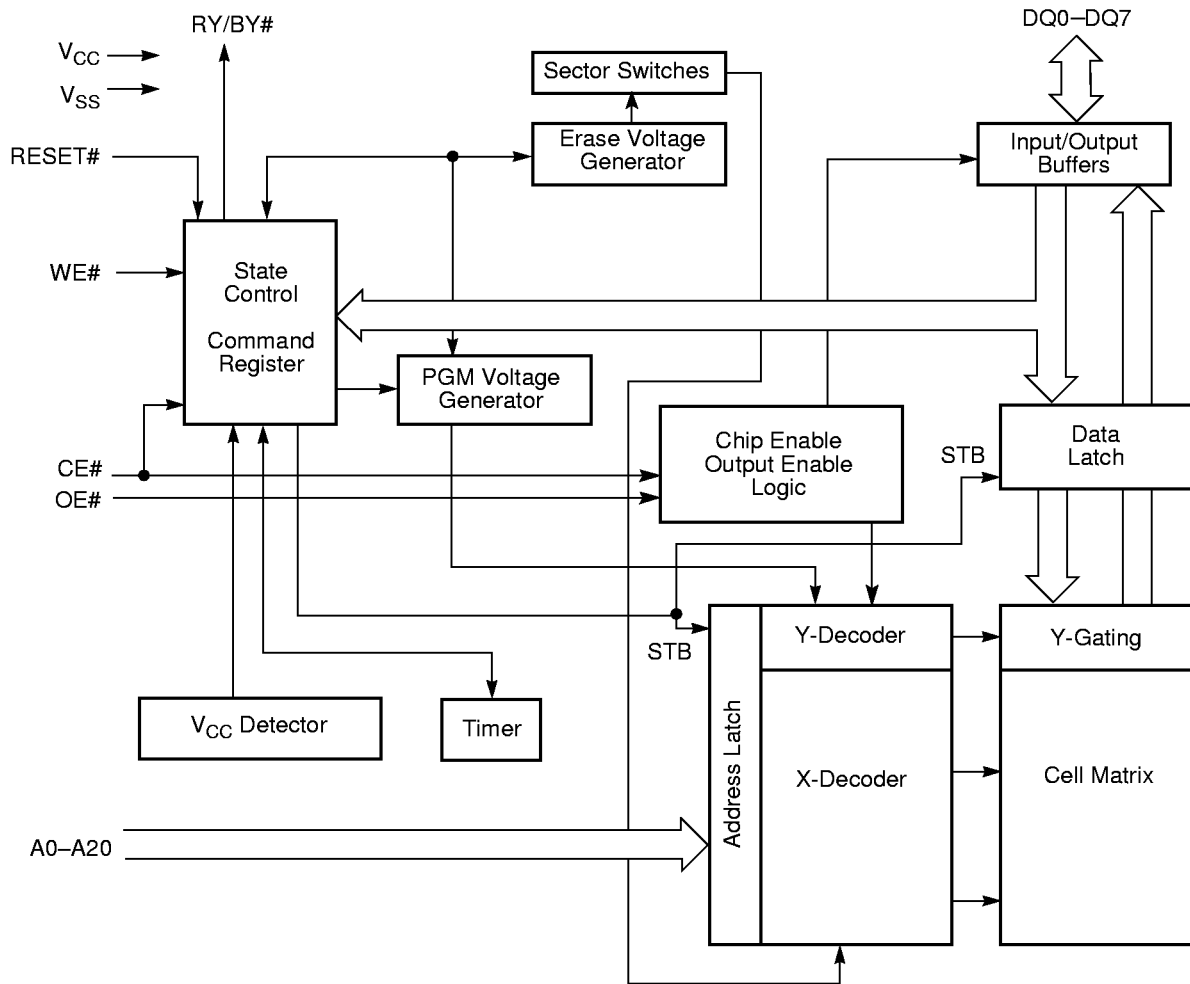 RY/BY#
DQ0–DQ7
VCC
VSS
Sector Switches
RESET#
Erase Voltage
Generator
Input/Output
Buffers
WE#
State
Control
Command
Register
PGM Voltage
Generator
CE#
OE#
Chip Enable
Output Enable
Logic
STB
Data
Latch
STB
Y-Decoder
Y-Gating
VCC Detector
Timer
Address Latch
X-Decoder
Cell Matrix
A0–A20